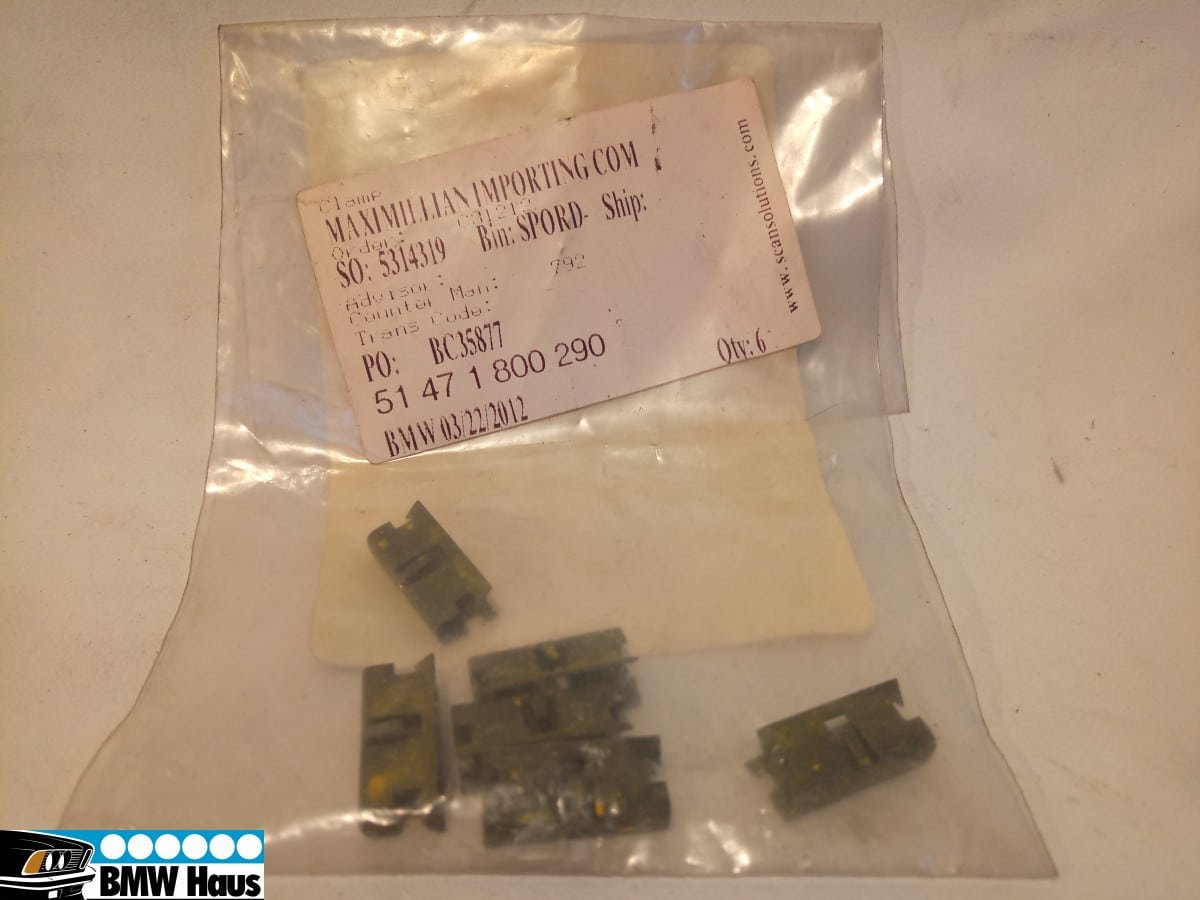 Clamp
MAXIMILLIAN IMPORTING COM
Order:
SO: 5314319 Bin: SPORD- Ship:
Advisor: 792
Counter Man:
Trans Code:
PO: BC35877
51 47 1 800 290
Qty: 6
BMW 03/22/2012
www.scansolutions.com
BMW Haus